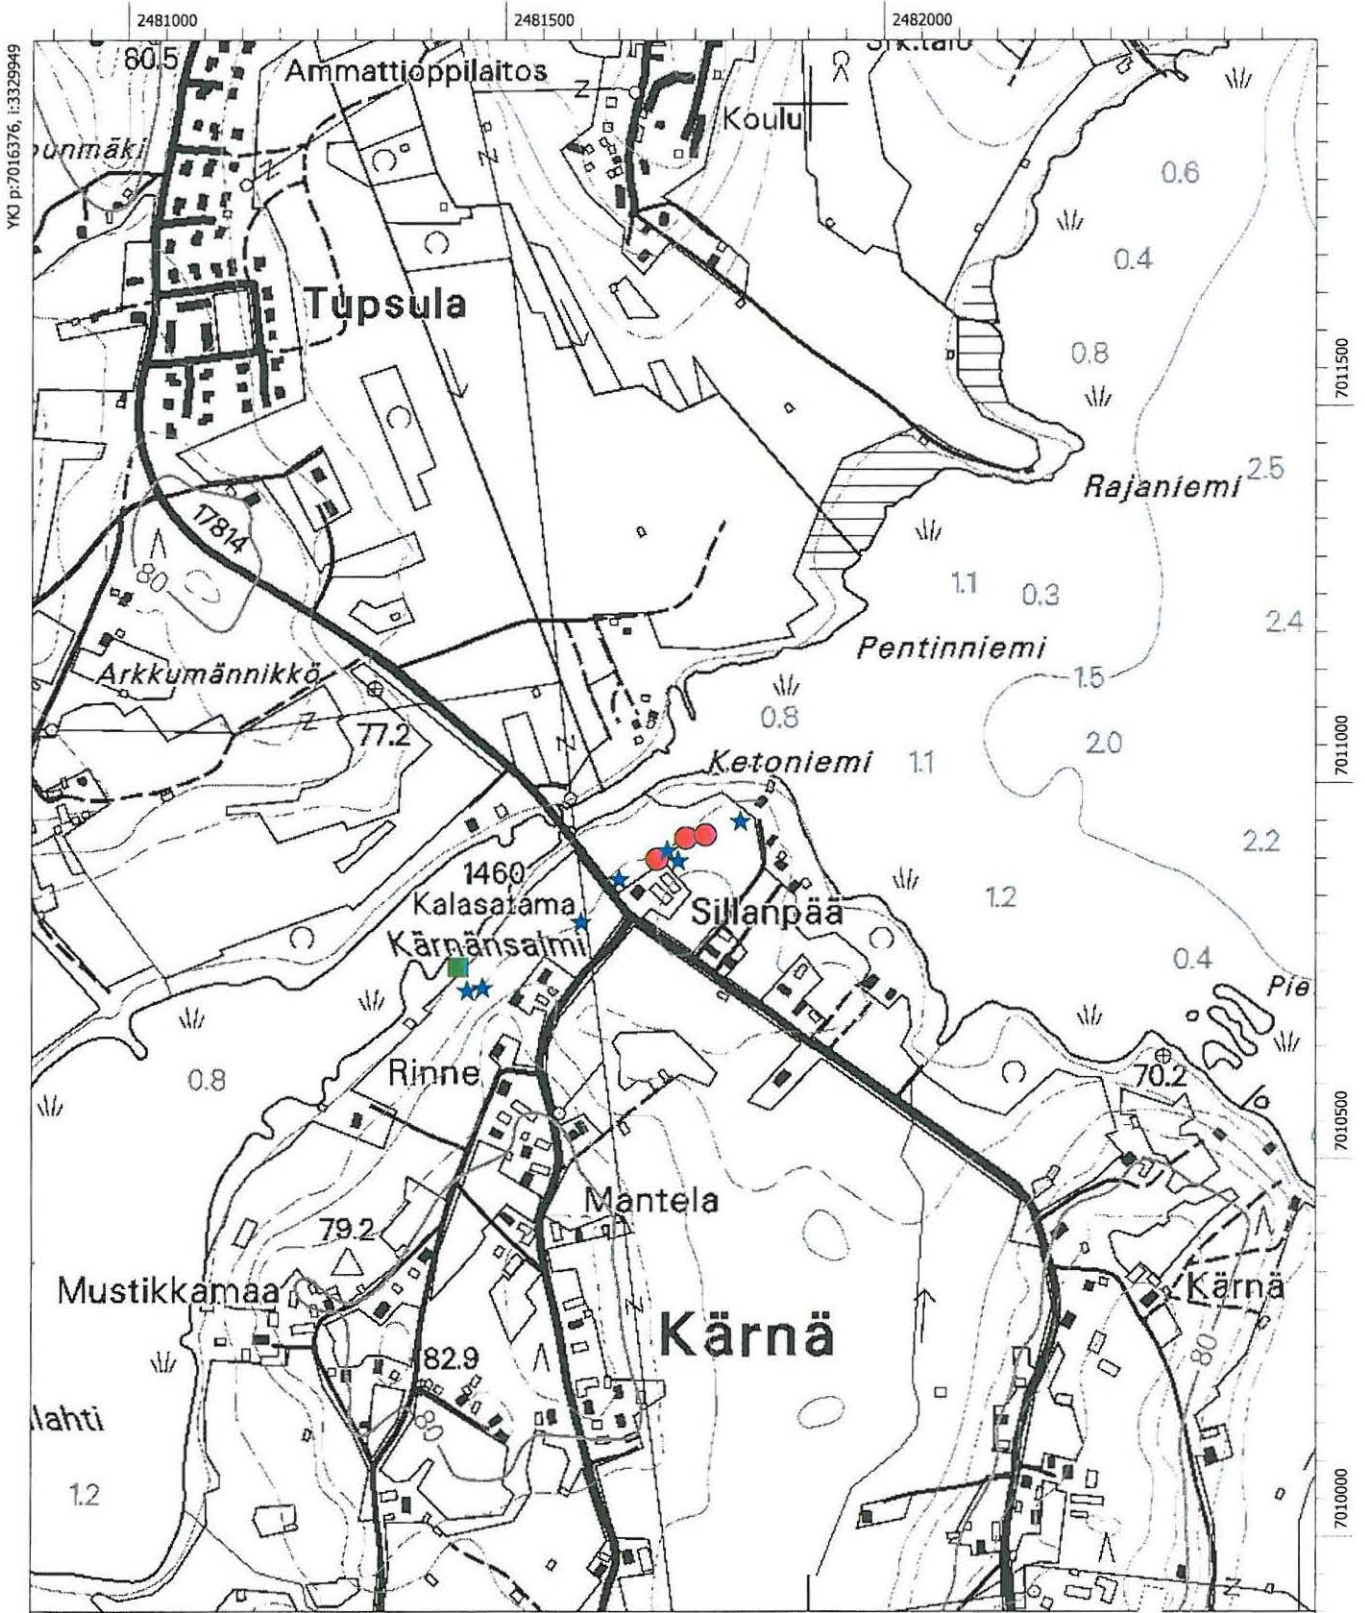 2481000
2481500
2482000
YKJ p:7016376, i:3329949
80.5
Ammattioppilaitos
Koulu
0.6
0.4
Tupsula
0.8
7011500
Rajaniemi
2.5
17814
80
1.1
0.3
2.4
Pentinniemi
Arkkumännikkö
1.5
0.8
77.2
2.0
7011000
Ketoniemi
1.1
2.2
1460
1.2
Kalasatama
Sillanpää
Kärnänsalmi
0.4
Pie
0.8
Rinne
70.2
7010500
Mantela
79.2
Mustikkamaa
Kärnä
Kärnä
80
82.9
80
lahti
1.2
7010000